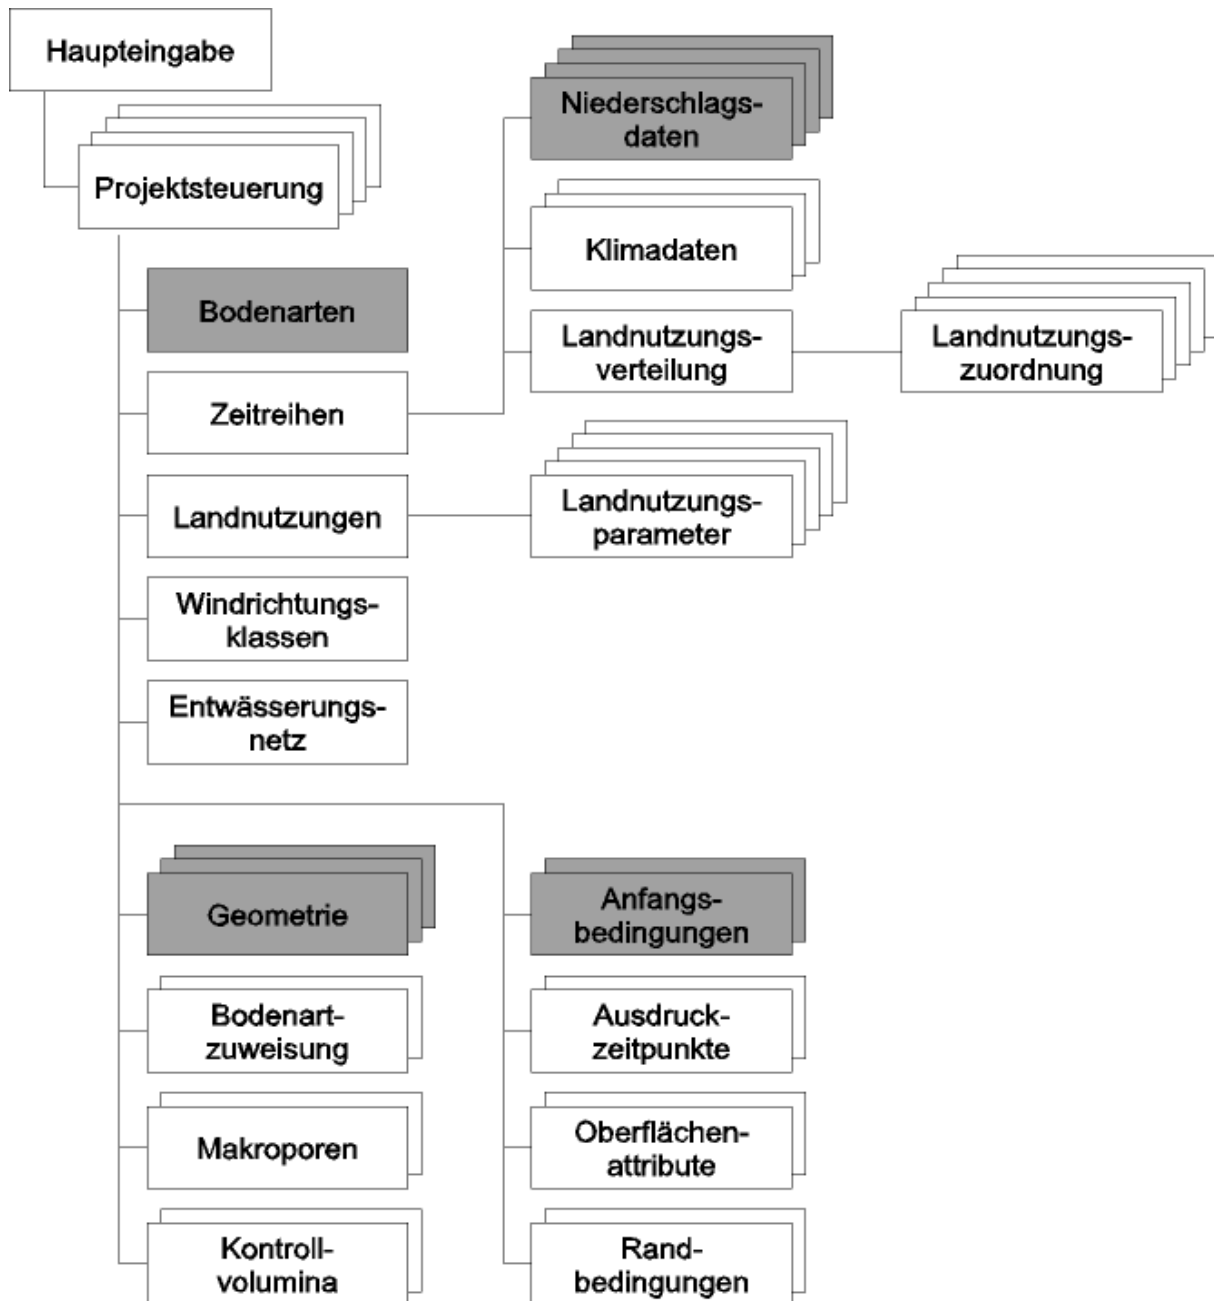 Haupteingabe
Projektsteuerung
Bodenarten
Zeitreihen
Landnutzungen
Windrichtungs-
klassen
Entwässerungs-
netz
Niederschlags-
daten
Klimadaten
Landnutzungs-
verteilung
Landnutzungs-
zuordnung
Landnutzungs-
parameter
Geometrie
Bodenart-
zuweisung
Makroporen
Kontroll-
volumina
Anfangs-
bedingungen
Ausdruck-
zeitpunkte
Oberflächen-
attribute
Rand-
bedingungen